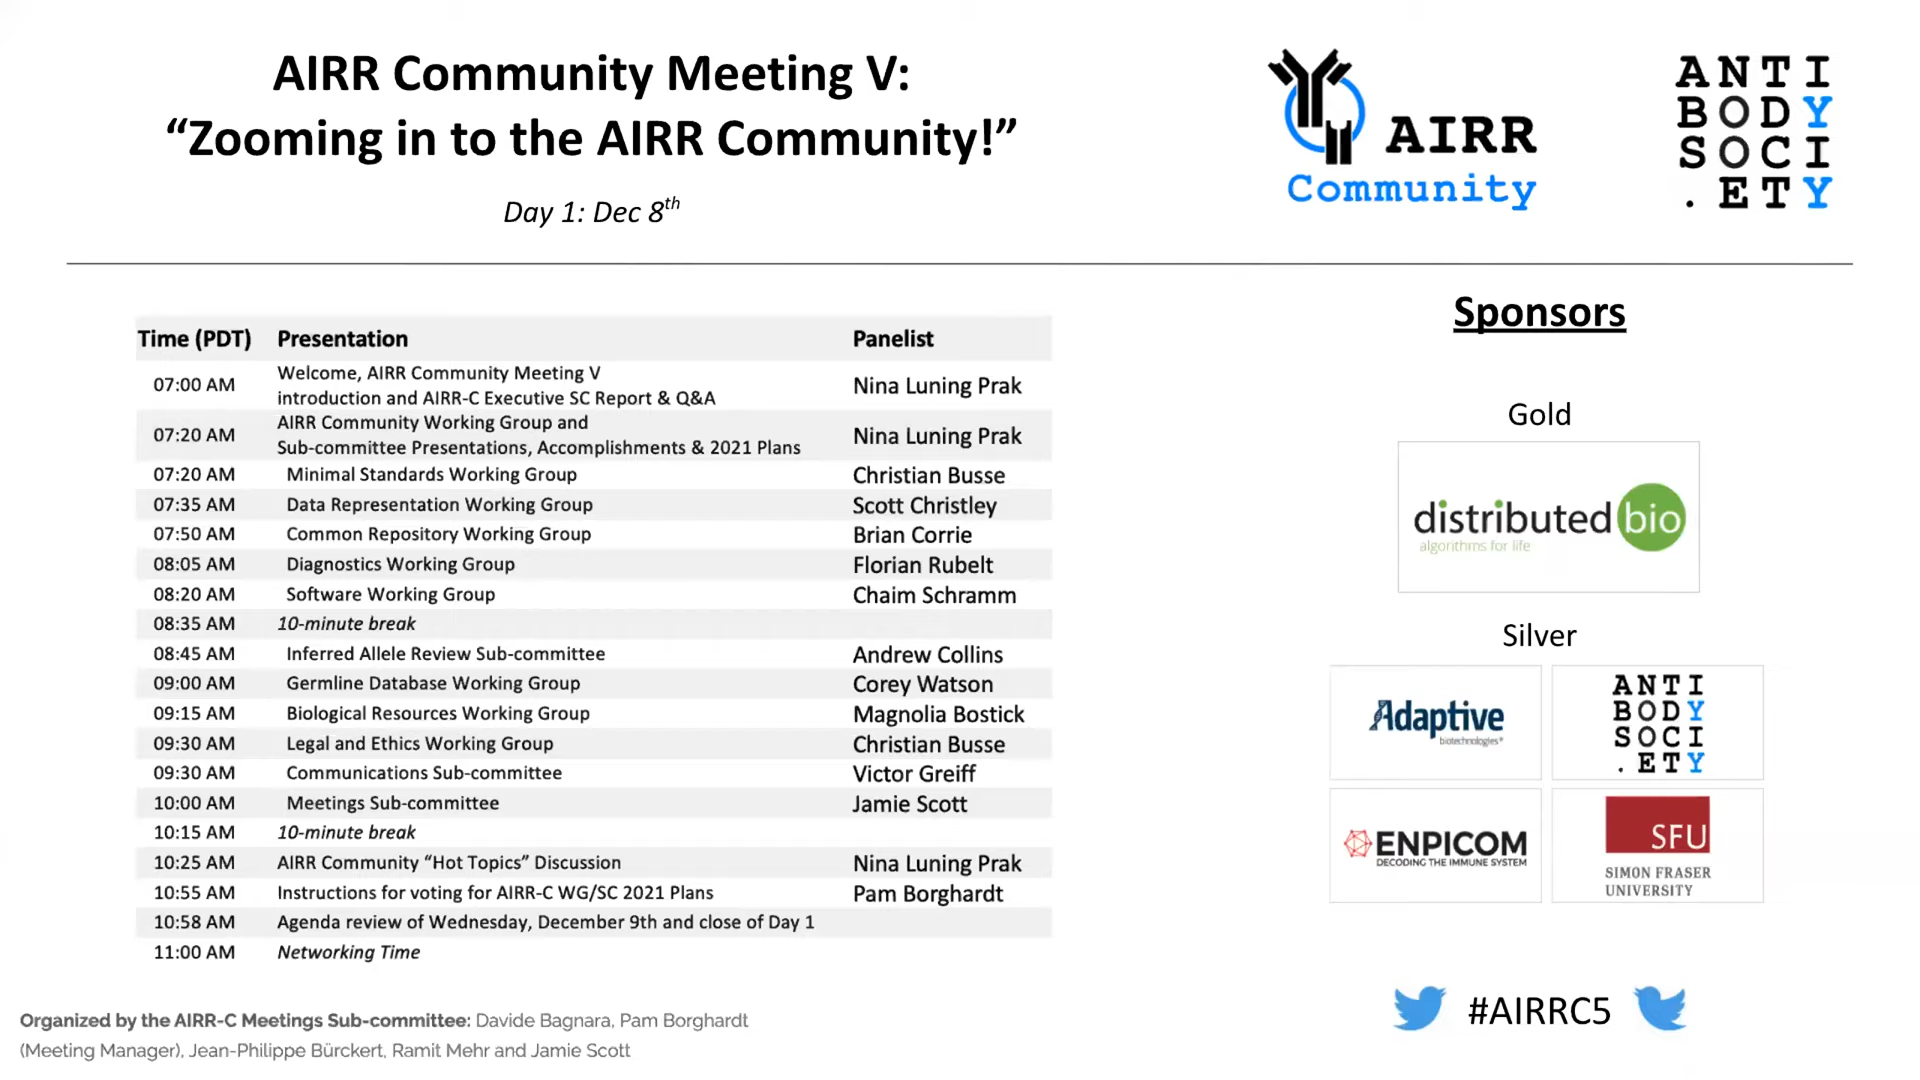 AIRR Community Meeting V:
“Zooming in to the AIRR Community!”
Day 1: Dec 8th
AIRR
Community
ANTI
BODY
SOCI
.ETY
Time (PDT) Presentation Panelist
07:00 AM Welcome, AIRR Community Meeting V
introduction and AIRR-C Executive SC Report & Q&A Nina Luning Prak
07:20 AM AIRR Community Working Group and
Sub-committee Presentations, Accomplishments & 2021 Plans Nina Luning Prak
07:20 AM Minimal Standards Working Group Christian Busse
07:35 AM Data Representation Working Group Scott Christley
07:50 AM Common Repository Working Group Brian Corrie
08:05 AM Diagnostics Working Group Florian Rubelt
08:20 AM Software Working Group Chaim Schramm
08:35 AM 10-minute break
08:45 AM Inferred Allele Review Sub-committee Andrew Collins
09:00 AM Germline Database Working Group Corey Watson
09:15 AM Biological Resources Working Group Magnolia Bostick
09:30 AM Legal and Ethics Working Group Christian Busse
09:30 AM Communications Sub-committee Victor Greiff
10:00 AM Meetings Sub-committee Jamie Scott
10:15 AM 10-minute break
10:25 AM AIRR Community “Hot Topics” Discussion Nina Luning Prak
10:55 AM Instructions for voting for AIRR-C WG/SC 2021 Plans Pam Borghardt
10:58 AM Agenda review of Wednesday, December 9th and close of Day 1
11:00 AM Networking Time
Sponsors
Gold
distributed bio
algorithms for life
Silver
Adaptive
biotechnologies®
ANTI
BODY
SOCI
.ETY
ENPICOM
DECODING THE IMMUNE SYSTEM
SFU
SIMON FRASER
UNIVERSITY
#AIRRC5
Organized by the AIRR-C Meetings Sub-committee: Davide Bagnara, Pam Borghardt
(Meeting Manager), Jean-Philippe Bürckert, Ramit Mehr and Jamie Scott